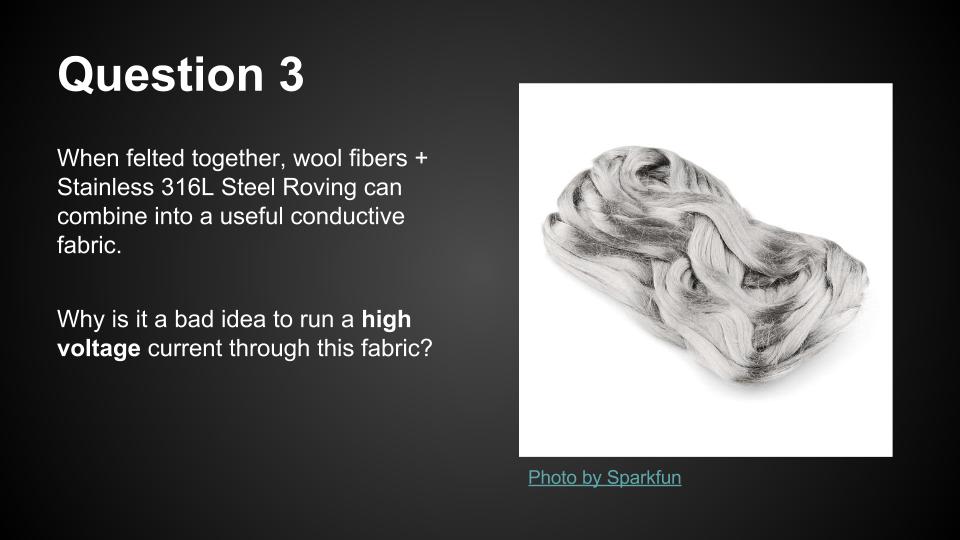 Question 3
When felted together, wool fibers +
Stainless 316L Steel Roving can
combine into a useful conductive
fabric.
Why is it a bad idea to run a high
voltage current through this fabric?
Photo by Sparkfun